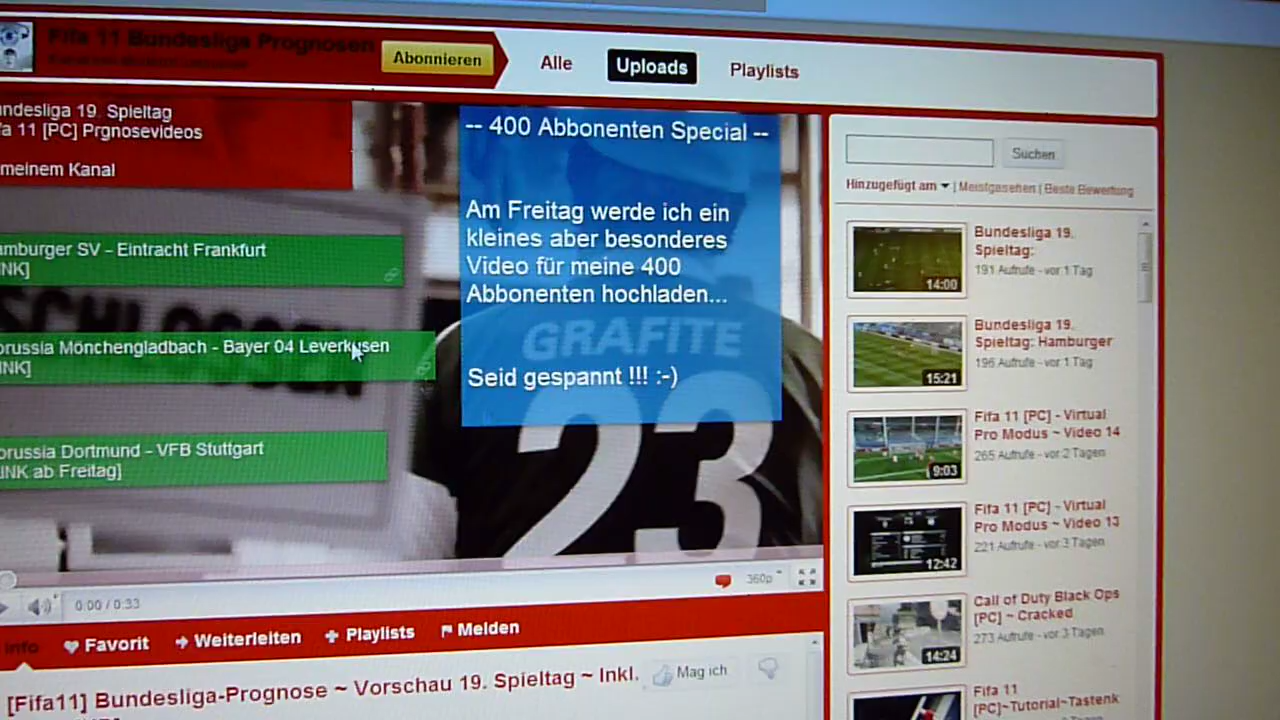 Fifa 11 Bundesliga Prognosen
Abonnieren
Alle
Uploads
Playlists
ndesliga 19. Spieltag
fa 11 [PC] Prgnosevideos
meinem Kanal
amburger SV - Eintracht Frankfurt
INK]
SCHLOSSEN
orussia Mönchengladbach - Bayer 04 Leverkusen
INK]
orussia Dortmund - VFB Stuttgart
INK ab Freitag]
-- 400 Abbonenten Special --
Am Freitag werde ich ein
kleines aber besonderes
Video für meine 400
Abbonenten hochladen...
Seid gespannt !!! :-)
GRAFITE
23
0:00 / 0:33
360p
Info
Favorit
Weiterleiten
Playlists
Melden
[Fifa11] Bundesliga-Prognose ~ Vorschau 19. Spieltag ~ Inkl.
Mag ich
Suchen
Hinzugefügt am | Meistgesehen | Beste Bewertung
14:00
Bundesliga 19.
Spieltag:
191 Aufrufe - vor 1 Tag
15:21
Bundesliga 19.
Spieltag: Hamburger
196 Aufrufe - vor 1 Tag
9:03
Fifa 11 [PC] - Virtual
Pro Modus ~ Video 14
265 Aufrufe - vor 2 Tagen
12:42
Fifa 11 [PC] - Virtual
Pro Modus ~ Video 13
221 Aufrufe - vor 3 Tagen
14:24
Call of Duty Black Ops
[PC] ~ Cracked
273 Aufrufe - vor 3 Tagen
Fifa 11
[PC]~Tutorial~Tastenk